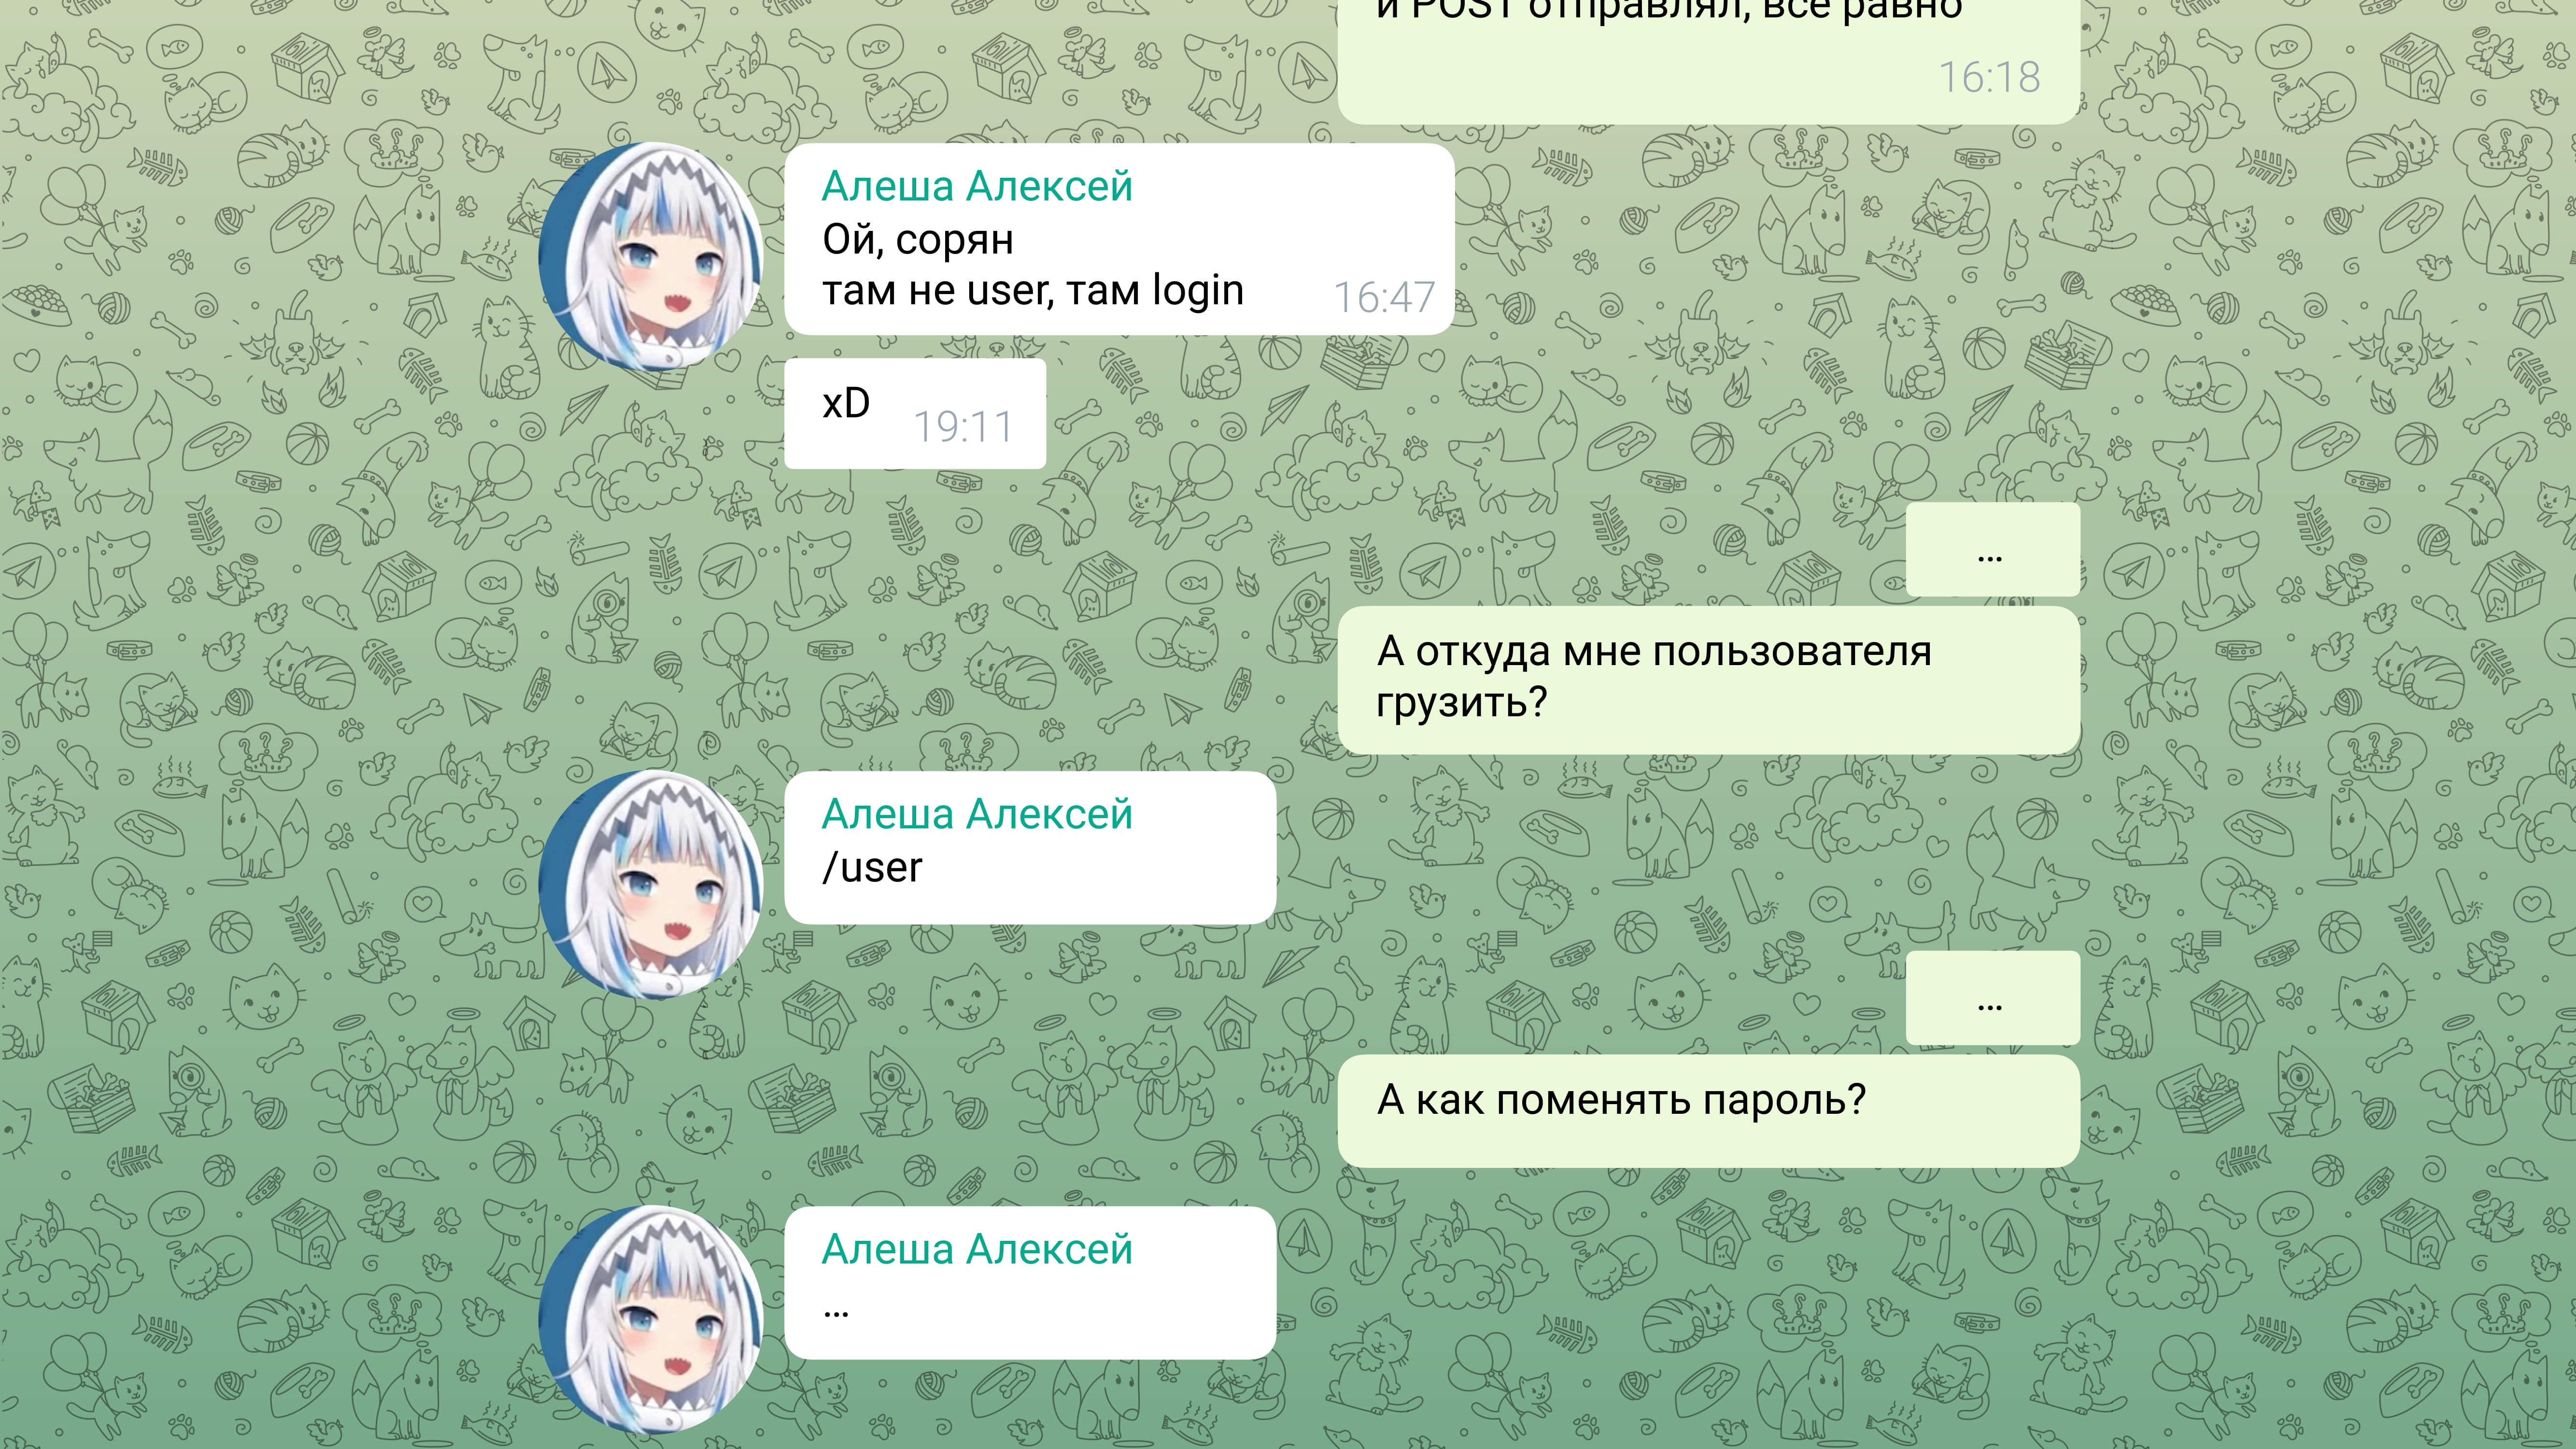 и POST отправлял, все равно
16:18
Алеша Алексей
Ой, сорян
там не user, там login
16:47
xD
19:11
...
А откуда мне пользователя
грузить?
Алеша Алексей
/user
...
А как поменять пароль?
Алеша Алексей
...